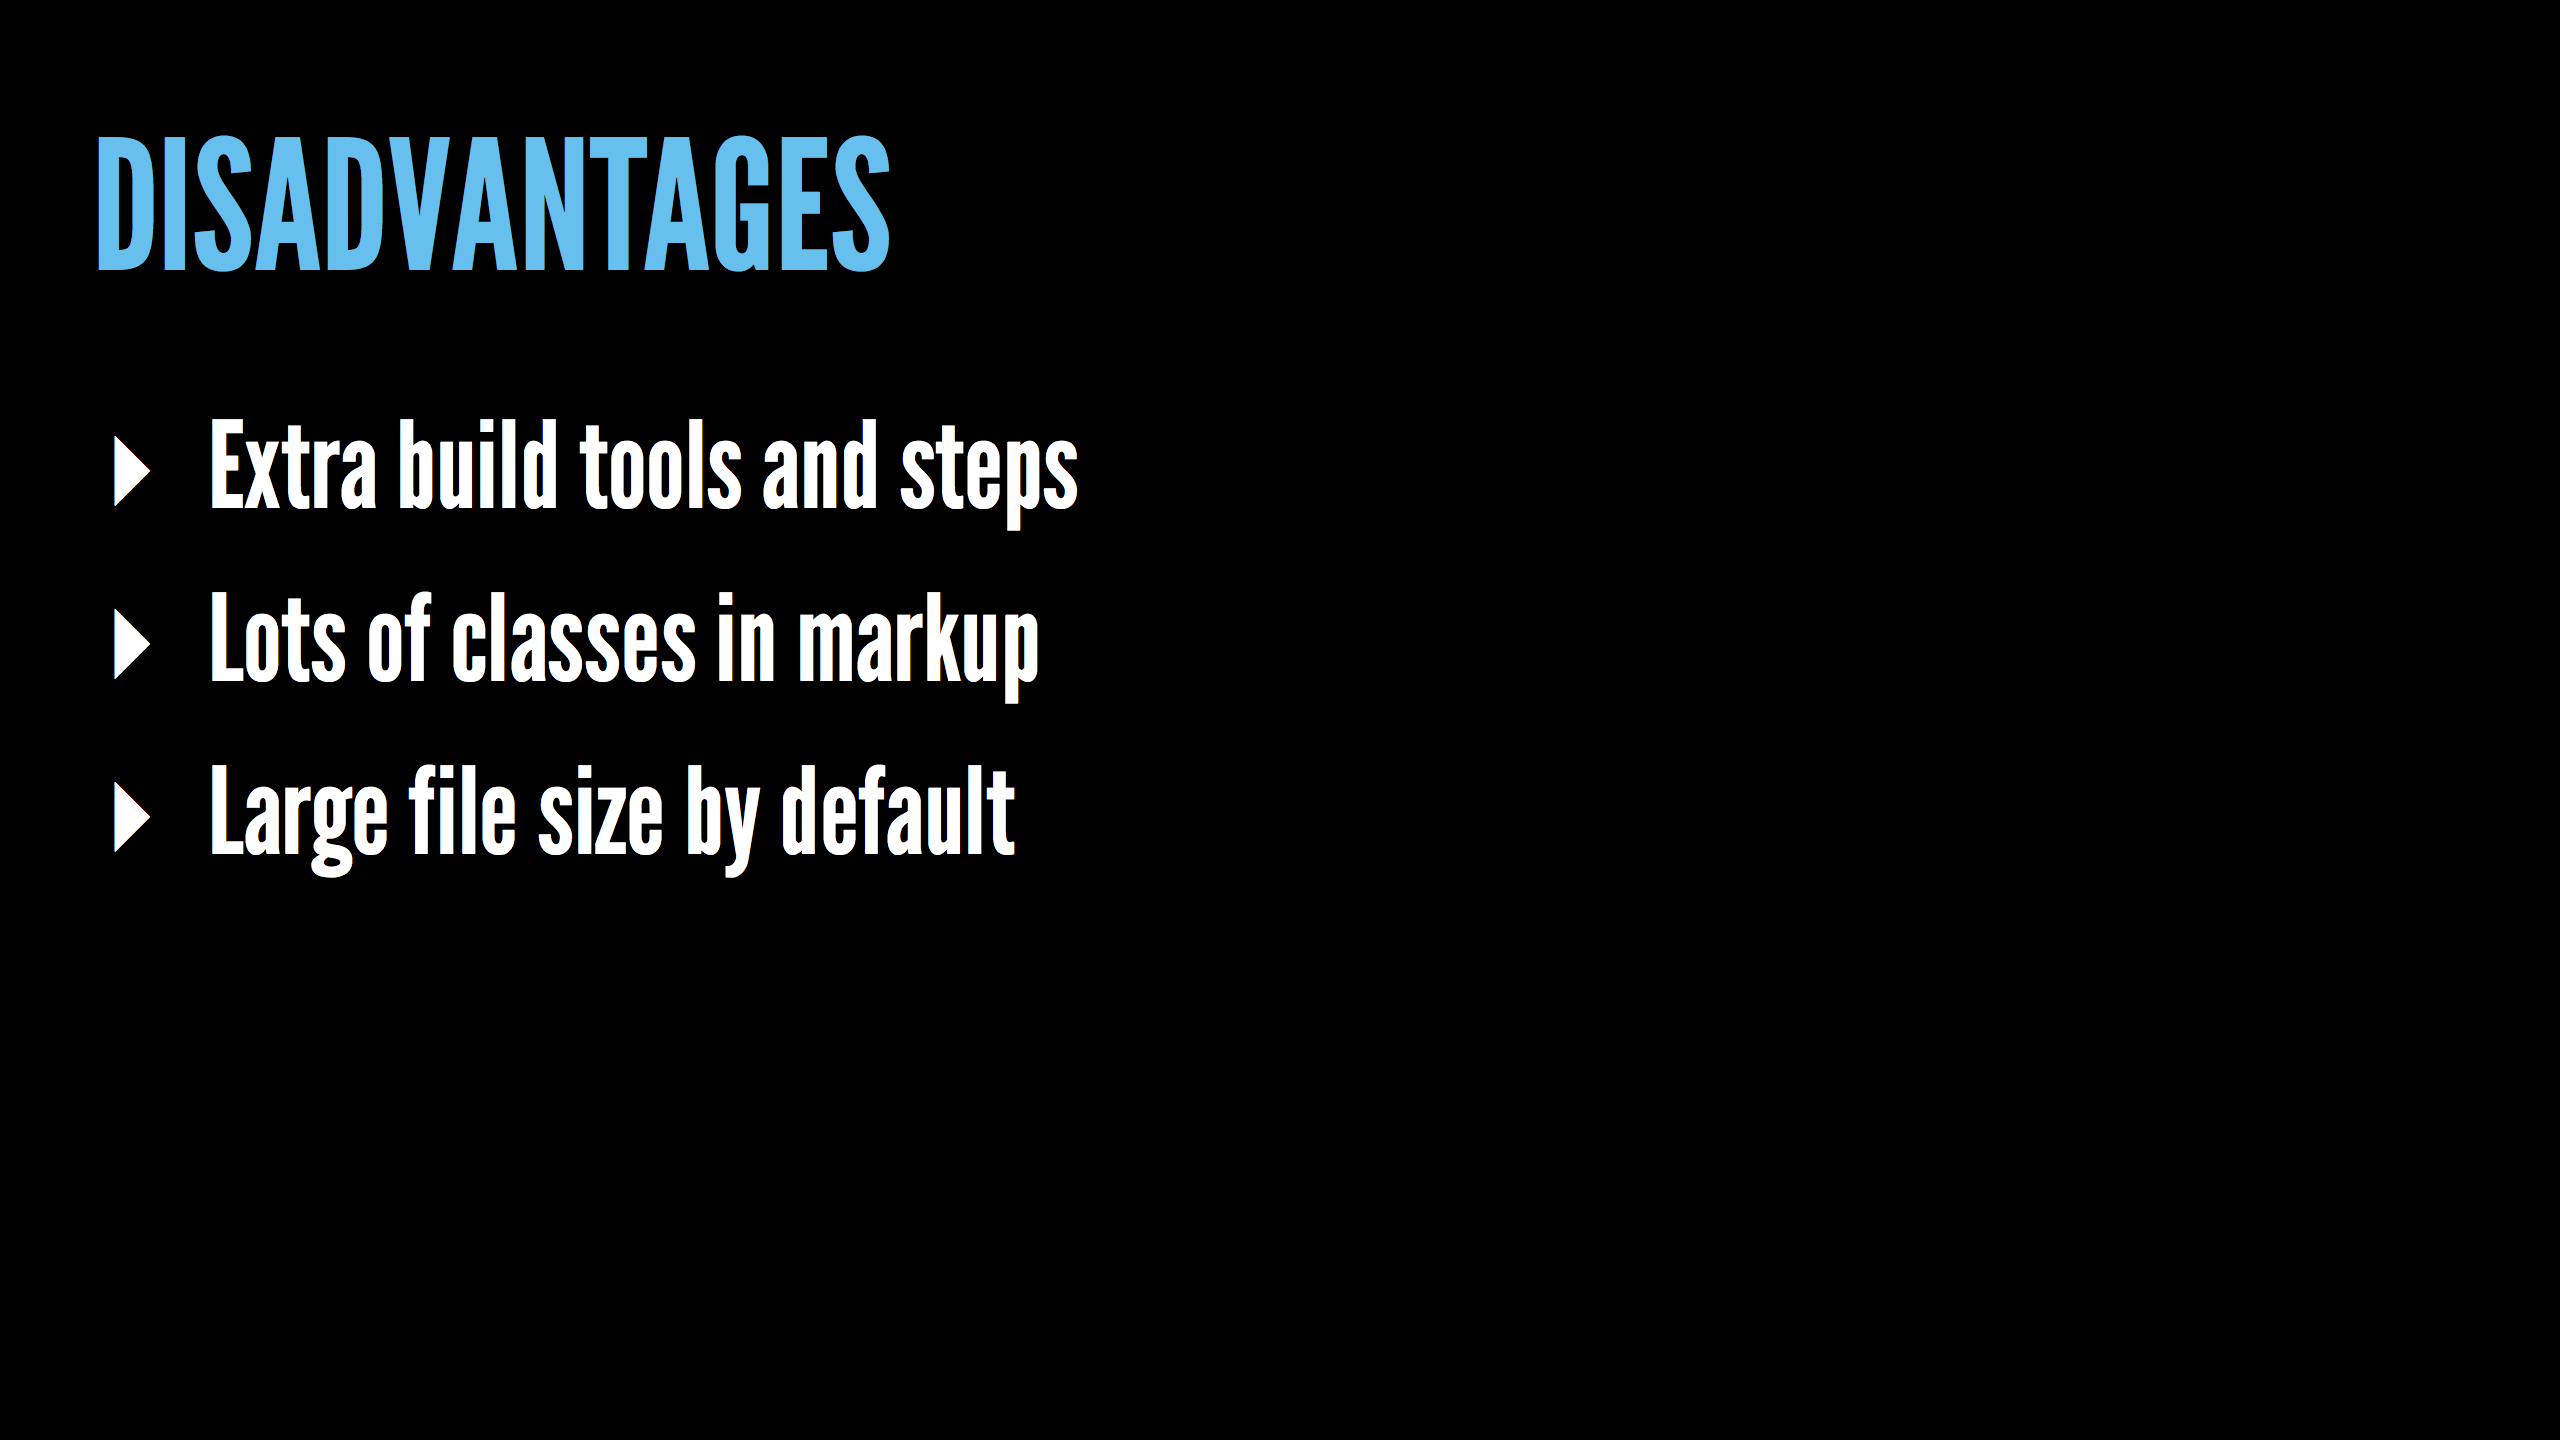 DISADVANTAGES
Extra build tools and steps
Lots of classes in markup
Large file size by default